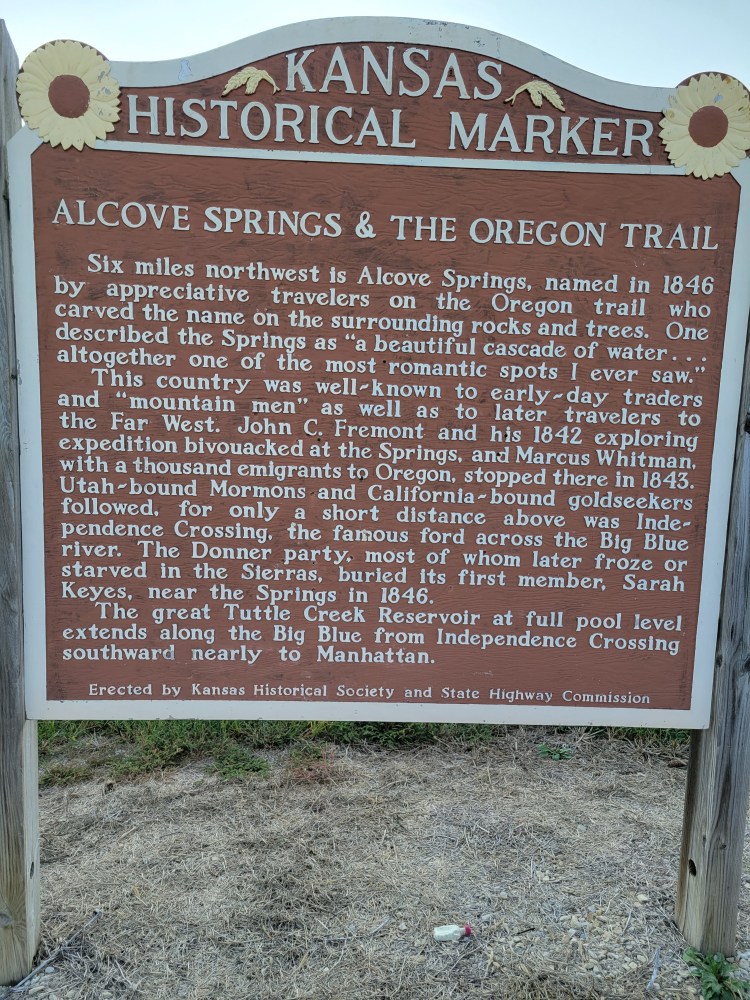 KANSAS
HISTORICAL MARKER
ALCOVE SPRINGS & THE OREGON TRAIL
Six miles northwest is Alcove Springs, named in 1846
by appreciative travelers on the Oregon trail who
carved the name on the surrounding rocks and trees. One
described the Springs as "a beautiful cascade of water . . .
altogether one of the most romantic spots I ever saw."
This country was well-known to early-day traders
and "mountain men" as well as to later travelers to
the Far West. John C. Fremont and his 1842 exploring
expedition bivouacked at the Springs, and Marcus Whitman,
with a thousand emigrants to Oregon, stopped there in 1843.
Utah-bound Mormons and California-bound goldseekers
followed, for only a short distance above was Inde-
pendence Crossing, the famous ford across the Big Blue
river. The Donner party, most of whom later froze or
starved in the Sierras, buried its first member, Sarah
Keyes, near the Springs in 1846.
The great Tuttle Creek Reservoir at full pool level
extends along the Big Blue from Independence Crossing
southward nearly to Manhattan.
Erected by Kansas Historical Society and State Highway Commission